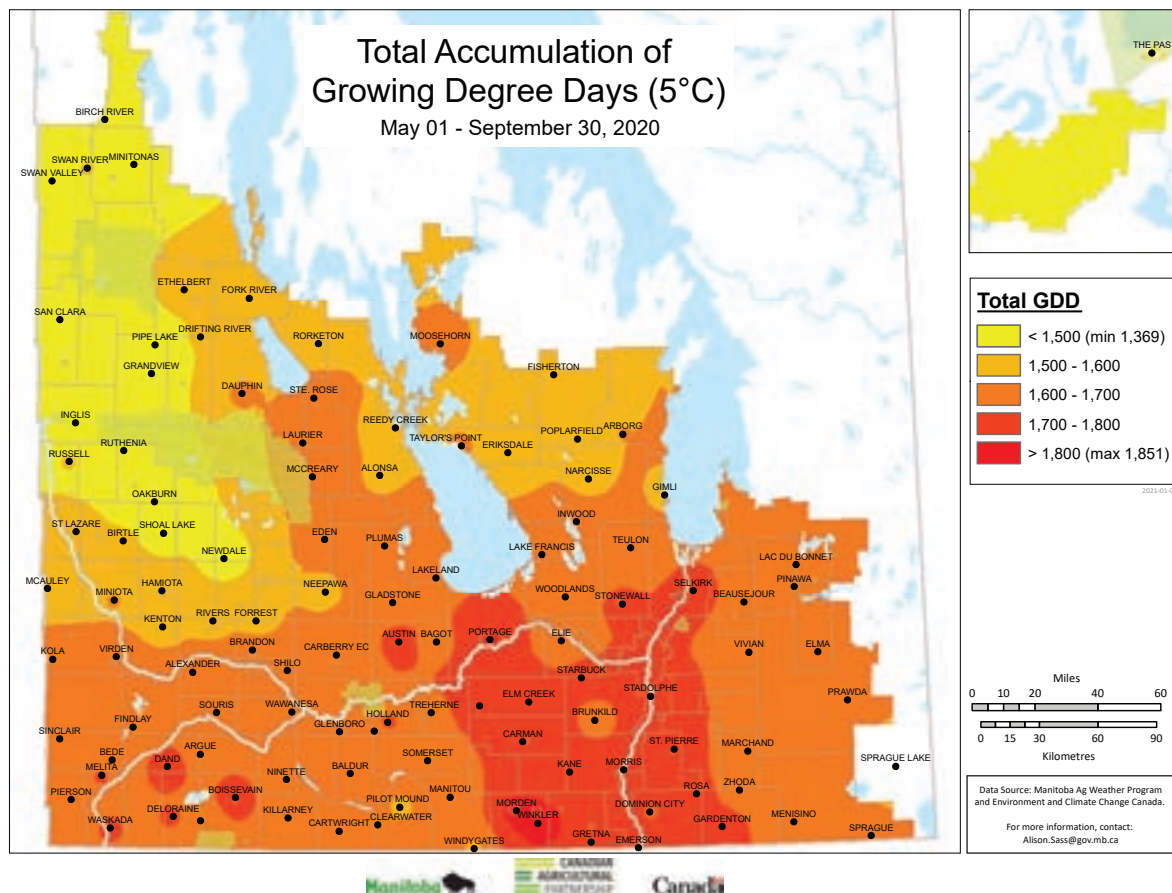 Total Accumulation of
Growing Degree Days (5°C)
May 01 - September 30, 2020
THE PAS
BIRCH RIVER
SWAN RIVER
MINITONAS
SWAN VALLEY
ETHELBERT
FORK RIVER
SAN CLARA
DRIFTING RIVER
PIPE LAKE
RORKETON
MOOSEHORN
GRANDVIEW
FISHERTON
DAUPHIN
STE. ROSE
INGLIS
REEDY CREEK
RUTHENIA
LAURIER
TAYLOR'S POINT
POPLARFIELD
ARBORG
ERIKSDALE
RUSSELL
MCCREARY
ALONSA
NARCISSE
GIMLI
OAKBURN
ST LAZARE
BIRTLE
SHOAL LAKE
EDEN
PLUMAS
INWOOD
NEWDALE
LAKE FRANCIS
TEULON
LAC DU BONNET
MCAULEY
HAMIOTA
LAKELAND
PINAWA
MINIOTA
NEEPAWA
GLADSTONE
WOODLANDS
STONEWALL
SELKIRK
BEAUSEJOUR
KENTON
RIVERS
FORREST
AUSTIN
BAGOT
PORTAGE
ELIE
KOLA
VIRDEN
BRANDON
CARBERRY EC
VIVIAN
ELMA
ALEXANDER
SHILO
STARBUCK
SOURIS
WAWANESA
TREHERNE
ELM CREEK
STADOLPHE
PRAWDA
FINDLAY
GLENBORO
HOLLAND
BRUNKILD
SINCLAIR
CARMAN
ST. PIERRE
MARCHAND
BEDE
ARGUE
SOMERSET
SPRAGUE LAKE
MELITA
DAND
NINETTE
BALDUR
KANE
MORRIS
PIERSON
BOISSEVAIN
MANITOU
ROSA
ZHODA
DELORAINE
KILLARNEY
PILOT MOUND
MORDEN
DOMINION CITY
WASKADA
CARTWRIGHT
CLEARWATER
WINKLER
GARDENTON
MENISINO
WINDYGATES
GRETNA
EMERSON
SPRAGUE
Total GDD
< 1,500 (min 1,369)
1,500 - 1,600
1,600 - 1,700
1,700 - 1,800
> 1,800 (max 1,851)
Miles
0 5 10 20 40 60
0 15 30 60 90
Kilometres
Data Source: Manitoba Ag Weather Program
and Environment and Climate Change Canada.
For more information, contact:
Alison.Sass@gov.mb.ca
CANADIAN
AGRICULTURAL
PARTNERSHIP
Manitoba
Canada